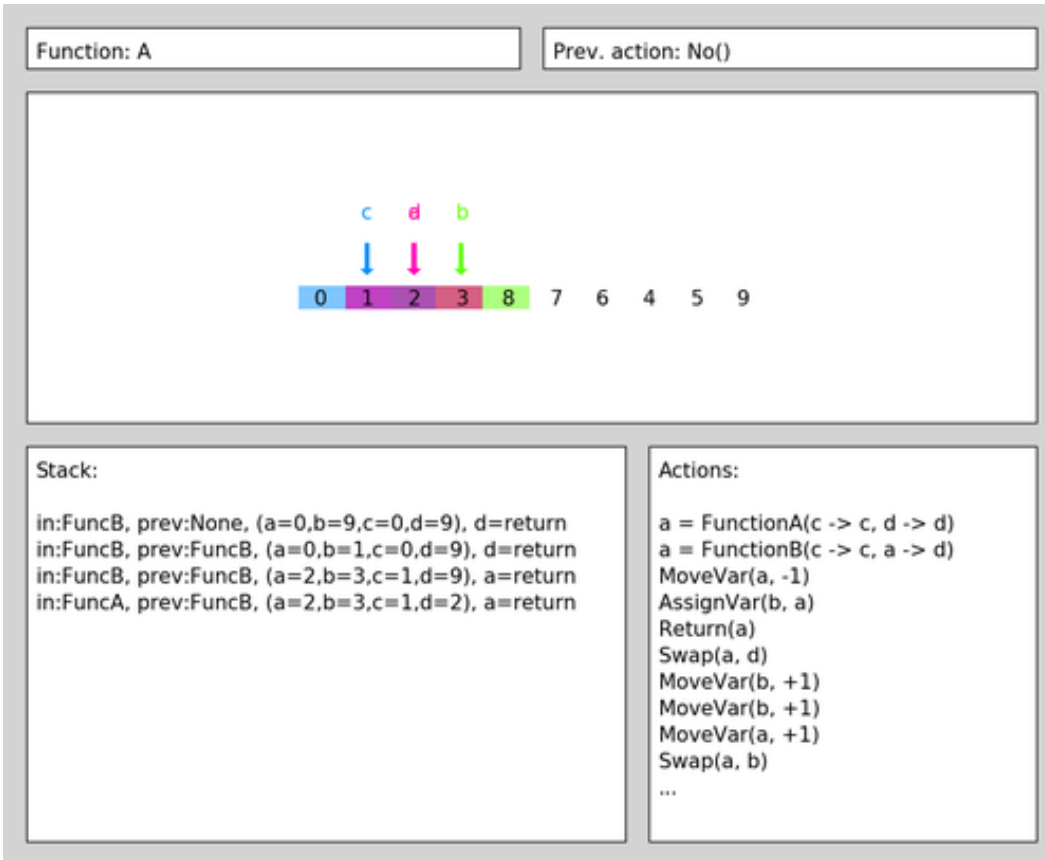 Function: A
Prev. action: No()
c d b
0 1 2 3 8 7 6 4 5 9
Stack:
in:FuncB, prev:None, (a=0,b=9,c=0,d=9), d=return
in:FuncB, prev:FuncB, (a=0,b=1,c=0,d=9), d=return
in:FuncB, prev:FuncB, (a=2,b=3,c=1,d=9), a=return
in:FuncA, prev:FuncB, (a=2,b=3,c=1,d=2), a=return
Actions:
a = FunctionA(c -> c, d -> d)
a = FunctionB(c -> c, a -> d)
MoveVar(a, -1)
AssignVar(b, a)
Return(a)
Swap(a, d)
MoveVar(b, +1)
MoveVar(b, +1)
MoveVar(a, +1)
Swap(a, b)
...